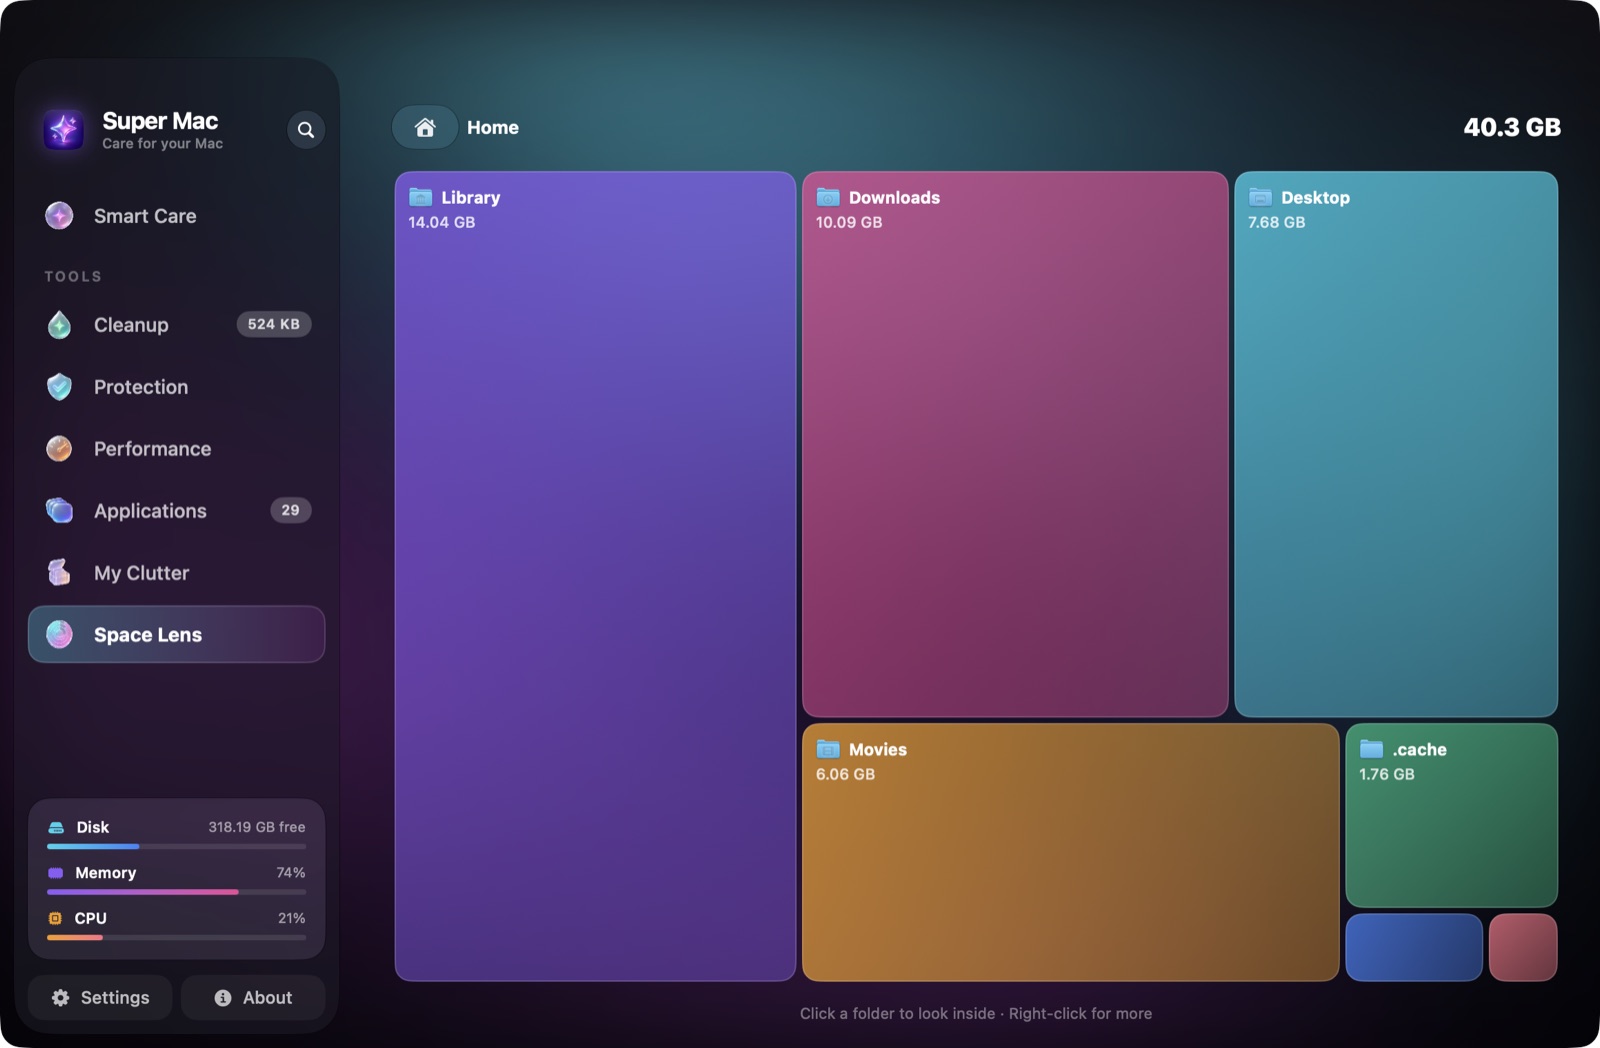 Super Mac
Care for your Mac
Smart Care
TOOLS
Cleanup
524 KB
Protection
Performance
Applications
29
My Clutter
Space Lens
Disk
318.19 GB free
Memory
74%
CPU
21%
Settings
About
Home
40.3 GB
Library
14.04 GB
Downloads
10.09 GB
Desktop
7.68 GB
Movies
6.06 GB
.cache
1.76 GB
Click a folder to look inside · Right-click for more